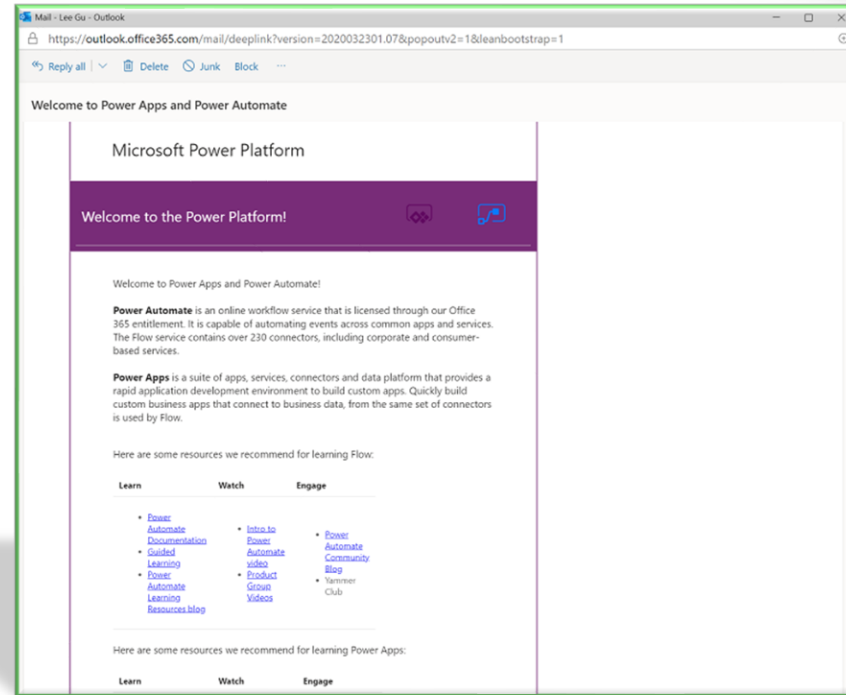 Mail - Lee Gu - Outlook
https://outlook.office365.com/mail/deeplink?version=2020032301.07&popoutv2=1&leanbootstrap=1
Reply all Delete Junk Block ...
Welcome to Power Apps and Power Automate
Microsoft Power Platform
Welcome to the Power Platform!
Welcome to Power Apps and Power Automate!
Power Automate is an online workflow service that is licensed through our Office
365 entitlement. It is capable of automating events across common apps and services.
The Flow service contains over 230 connectors, including corporate and consumer-
based services.
Power Apps is a suite of apps, services, connectors and data platform that provides a
rapid application development environment to build custom apps. Quickly build
custom business apps that connect to business data, from the same set of connectors
is used by Flow.
Here are some resources we recommend for learning Flow:
Learn Watch Engage
• Power
Automate
Documentation
• Guided
Learning
• Power
Automate
Learning
Resources blog
• Intro to
Power
Automate
video
• Product
Group
Videos
• Power
Automate
Community
Blog
• Yammer
Club
Here are some resources we recommend for learning Power Apps:
Learn Watch Engage